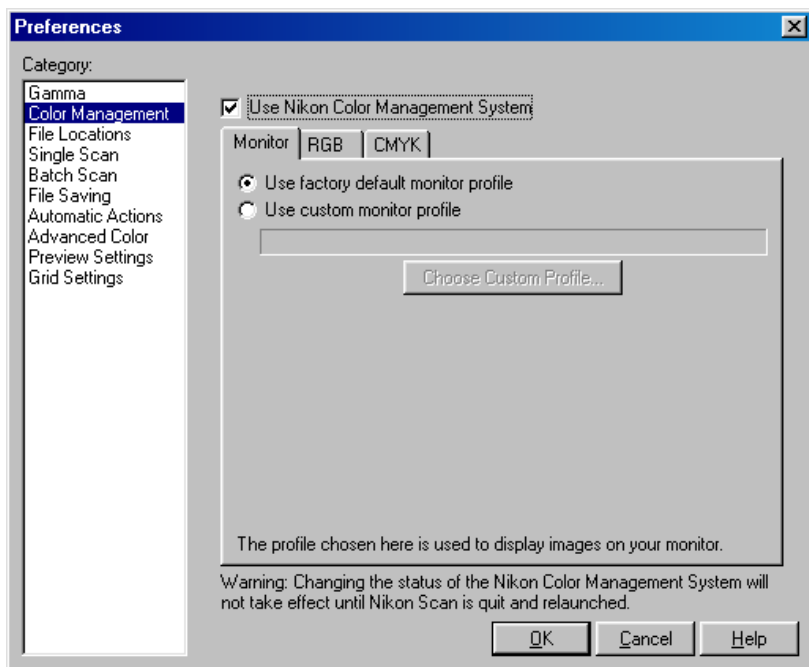 Preferences
Category:
Gamma
Color Management
File Locations
Single Scan
Batch Scan
File Saving
Automatic Actions
Advanced Color
Preview Settings
Grid Settings
Use Nikon Color Management System
Monitor RGB CMYK
Use factory default monitor profile
Use custom monitor profile
Choose Custom Profile...
The profile chosen here is used to display images on your monitor.
Warning: Changing the status of the Nikon Color Management System will
not take effect until Nikon Scan is quit and relaunched.
OK Cancel Help